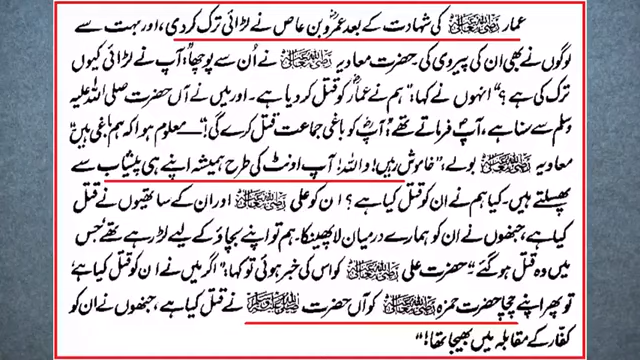 عمار رضی اللہ تعالیٰ عنہ کی شہادت کے بعد عمرو بن عاص نے لڑائی ترک کر دی، اور بہت سے
لوگوں نے بھی ان کی پیروی کی۔ حضرت معاویہ رضی اللہ تعالیٰ عنہ نے اُن سے پوچھا، آپ نے لڑائی کیوں
ترک کی ہے؟ "انہوں نے کہا: "ہم نے عمارؓ کو قتل کر دیا ہے۔ اور میں نے آں حضرت صلی اللہ علیہ
وسلم سے سنا ہے، آپ فرماتے تھے: آپ کو باغی جماعت قتل کرے گی! — معلوم ہوا کہ ہم باغی ہیں"
معاویہ رضی اللہ تعالیٰ عنہ بولے، "خاموش رہیں! واللہ! آپ اونٹ کی طرح ہمیشہ اپنے ہی پیشاب سے
پھسلتے ہیں۔ کیا ہم نے ان کو قتل کیا ہے؟ ان کو علی رضی اللہ تعالیٰ عنہ اور ان کے ساتھیوں نے قتل
کیا ہے، جنھوں نے ان کو ہمارے درمیان لا پھینکا۔ ہم تو اپنے بچاؤ کے لیے لڑ رہے تھے، جس
میں وہ قتل ہو گئے" حضرت علی رضی اللہ تعالیٰ عنہ کو اس کی خبر ہوئی تو کہا: "اگر میں نے ان کو قتل کیا ہے
تو پھر اپنے چچا حضرت حمزہ رضی اللہ تعالیٰ عنہ کو آں حضرت صلی اللہ علیہ وسلم نے قتل کیا ہے، جنھوں نے ان کو
کفار کے مقابلہ میں بھیجا تھا!"